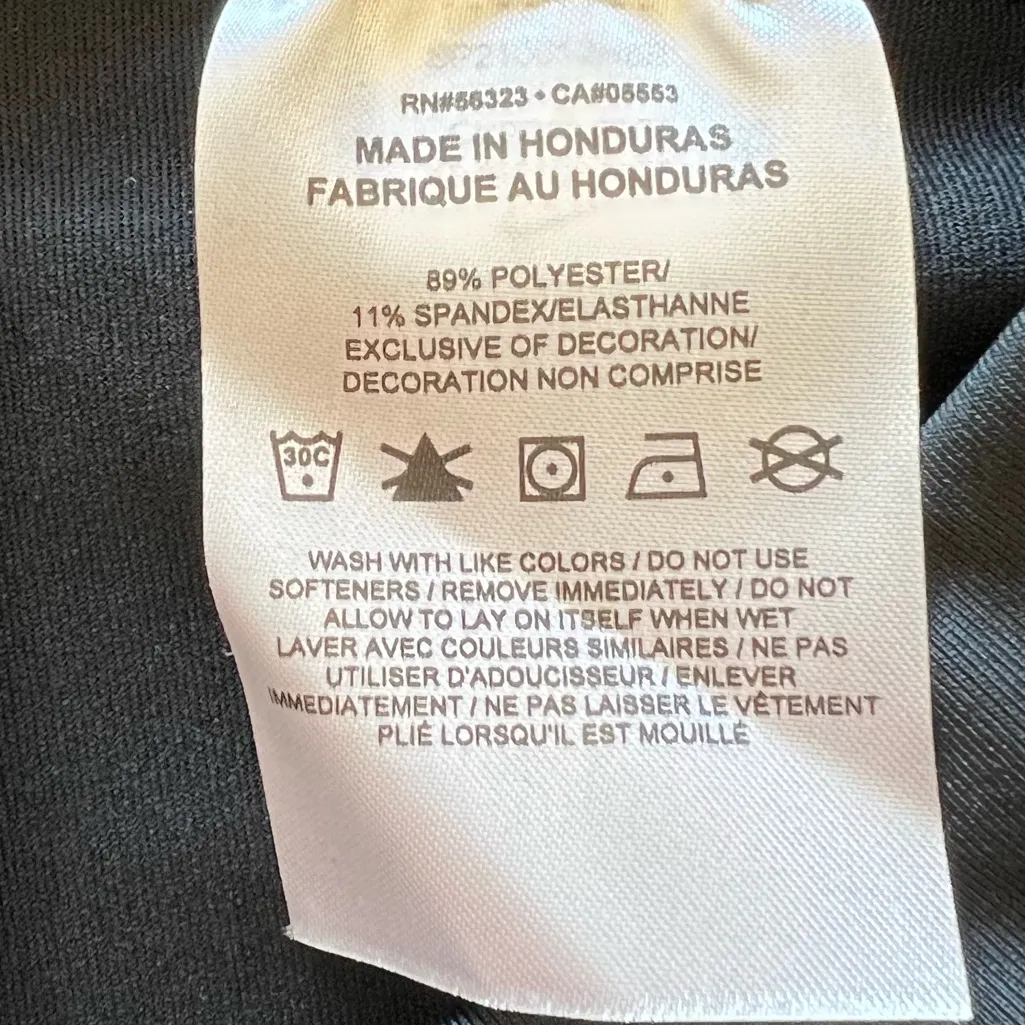 RN#56323 • CA#05553
MADE IN HONDURAS
FABRIQUE AU HONDURAS
89% POLYESTER/
11% SPANDEX/ELASTHANNE
EXCLUSIVE OF DECORATION/
DECORATION NON COMPRISE
30C
WASH WITH LIKE COLORS / DO NOT USE
SOFTENERS / REMOVE IMMEDIATELY / DO NOT
ALLOW TO LAY ON ITSELF WHEN WET
LAVER AVEC COULEURS SIMILAIRES / NE PAS
UTILISER D'ADOUCISSEUR / ENLEVER
IMMEDIATEMENT / NE PAS LAISSER LE VÊTEMENT
PLIÉ LORSQU'IL EST MOUILLÉ